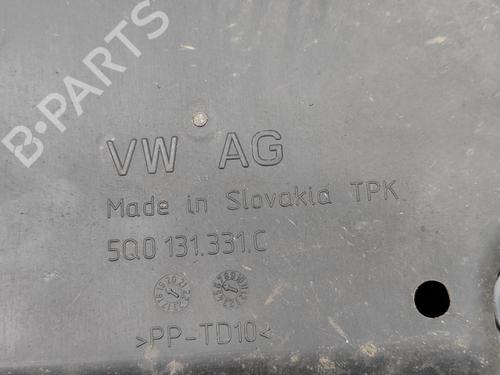 B-PARTS
VW AG
Made in Slovakia TPK
5Q0 131.331.C
>PP-TD10<